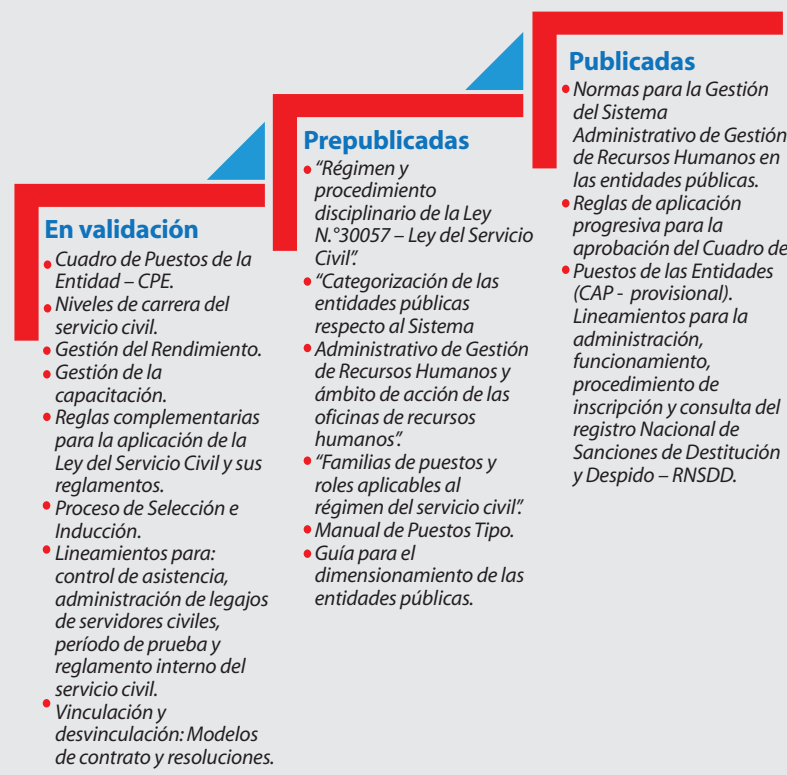 En validación
• Cuadro de Puestos de la
Entidad – CPE.
• Niveles de carrera del
servicio civil.
• Gestión del Rendimiento.
• Gestión de la
capacitación.
• Reglas complementarias
para la aplicación de la
Ley del Servicio Civil y sus
reglamentos.
• Proceso de Selección e
Inducción.
• Lineamientos para:
control de asistencia,
administración de legajos
de servidores civiles,
período de prueba y
reglamento interno del
servicio civil.
• Vinculación y
desvinculación: Modelos
de contrato y resoluciones.
Prepublicadas
• “Régimen y
procedimiento
disciplinario de la Ley
N.°30057 – Ley del Servicio
Civil”.
• “Categorización de las
entidades públicas
respecto al Sistema
• Administrativo de Gestión
de Recursos Humanos y
ámbito de acción de las
oficinas de recursos
humanos”.
• “Familias de puestos y
roles aplicables al
régimen del servicio civil”.
• Manual de Puestos Tipo.
• Guía para el
dimensionamiento de las
entidades públicas.
Publicadas
• Normas para la Gestión
del Sistema
Administrativo de Gestión
de Recursos Humanos en
las entidades públicas.
• Reglas de aplicación
progresiva para la
aprobación del Cuadro de
• Puestos de las Entidades
(CAP - provisional).
Lineamientos para la
administración,
funcionamiento,
procedimiento de
inscripción y consulta del
registro Nacional de
Sanciones de Destitución
y Despido – RNSDD.